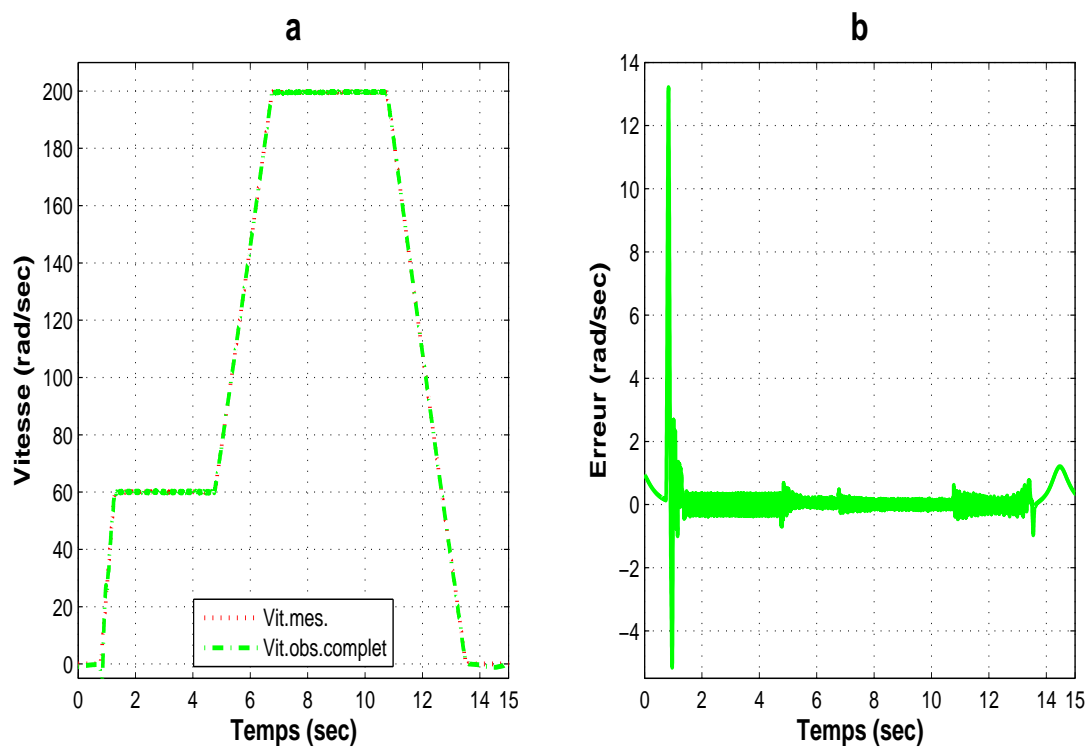 a
Vitesse (rad/sec)
200
180
160
140
120
100
80
60
40
20
0
0 2 4 6 8 10 12 14 15
Temps (sec)
Vit.mes.
Vit.obs.complet
b
Erreur (rad/sec)
14
12
10
8
6
4
2
0
−2
−4
0 2 4 6 8 10 12 14 15
Temps (sec)